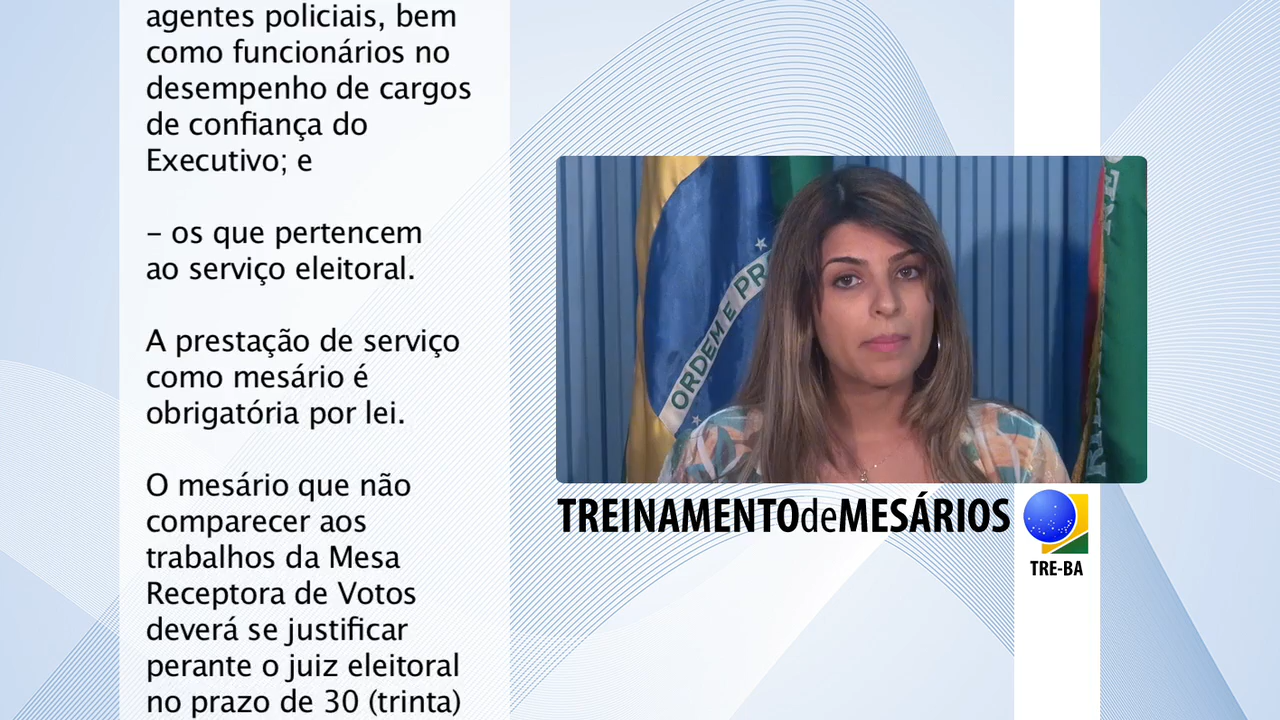 agentes policiais, bem
como funcionários no
desempenho de cargos
de confiança do
Executivo; e
– os que pertencem
ao serviço eleitoral.
A prestação de serviço
como mesário é
obrigatória por lei.
O mesário que não
comparecer aos
trabalhos da Mesa
Receptora de Votos
deverá se justificar
perante o juiz eleitoral
no prazo de 30 (trinta)
ORDEM E PR
TREINAMENTOdeMESÁRIOS
TRE-BA